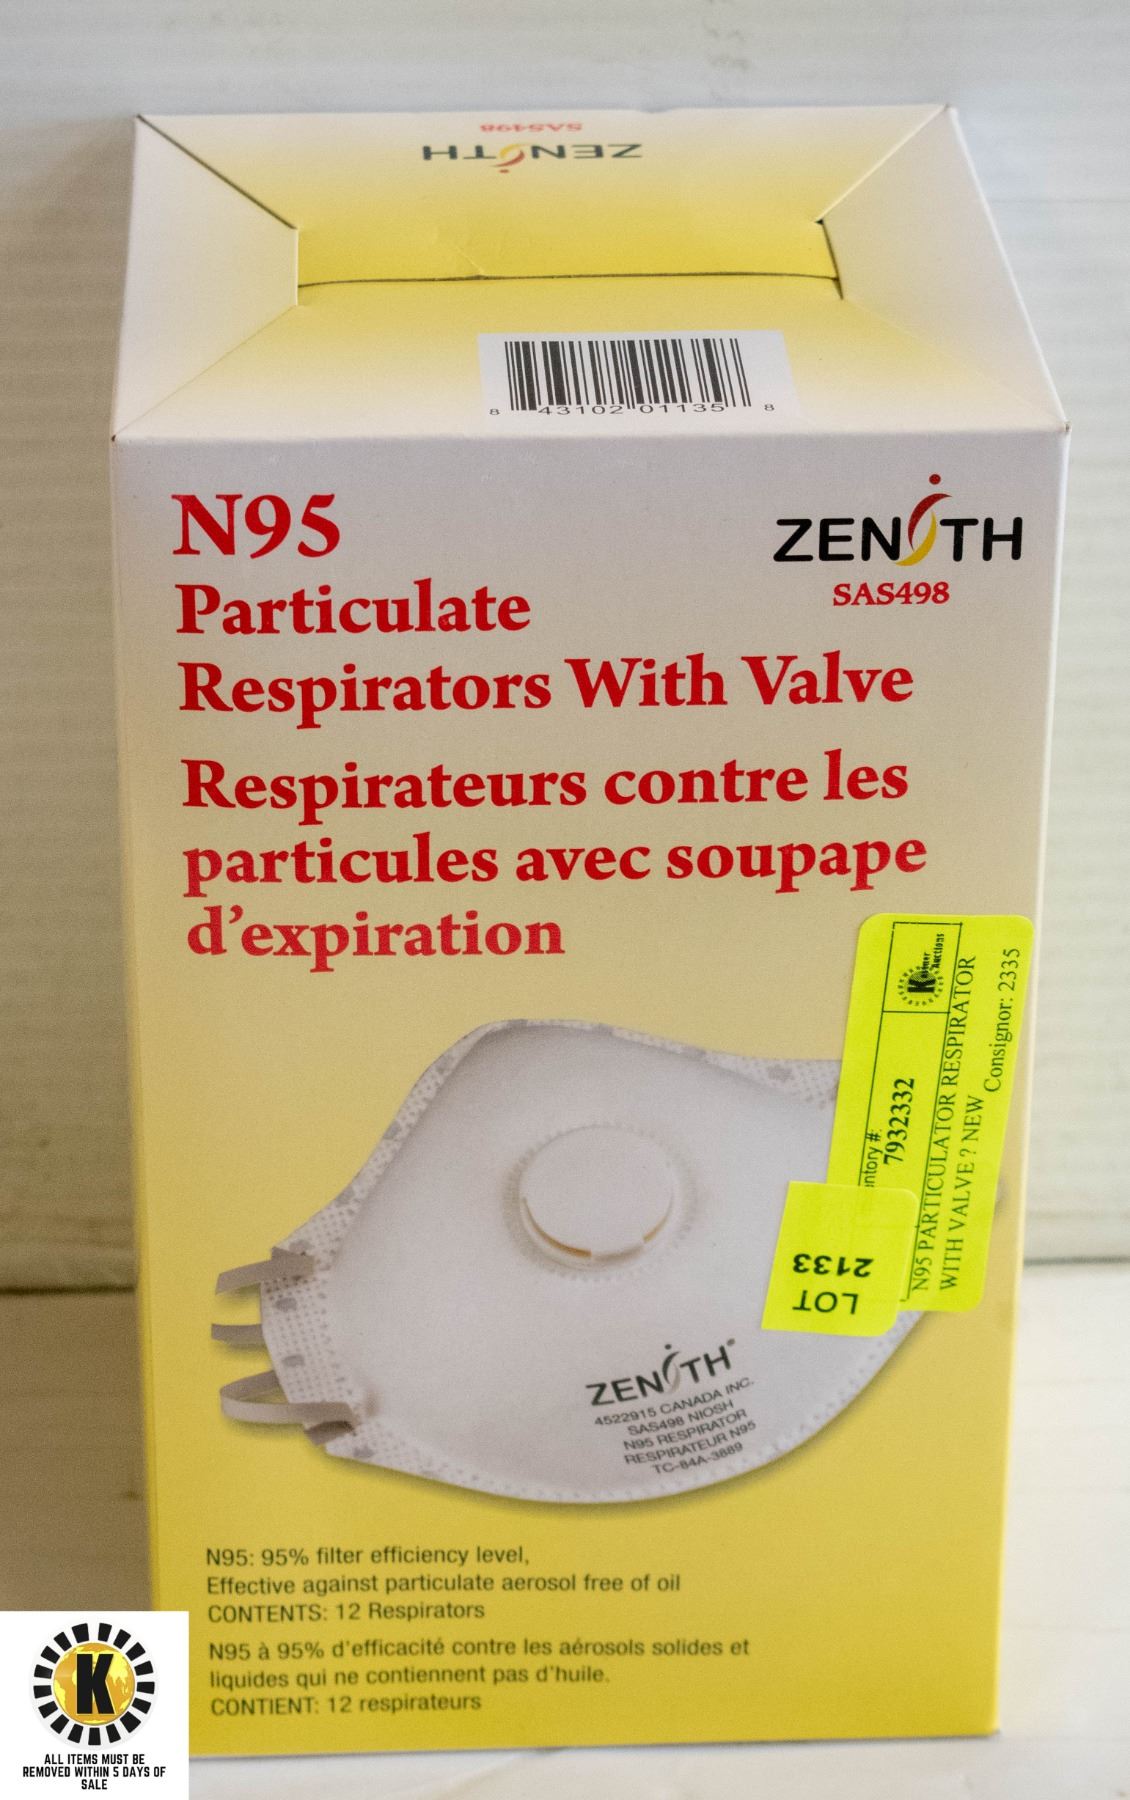 SAS498
ZENITH
8 43102 01135 8
N95
Particulate
Respirators With Valve
ZENITH
SAS498
Respirateurs contre les
particules avec soupape
d'expiration
Auctions
entory #:
7932332
N95 PARTICULATOR RESPIRATOR
WITH VALVE ? NEW
Consignor: 2335
LOT
2133
ZENITH
4522915 CANADA INC.
SAS498 NIOSH
N95 RESPIRATOR
RESPIRATEUR N95
TC-84A-3889
N95: 95% filter efficiency level,
Effective against particulate aerosol free of oil
CONTENTS: 12 Respirators
N95 à 95% d'efficacité contre les aérosols solides et
liquides qui ne contiennent pas d'huile.
CONTIENT: 12 respirateurs
K
ALL ITEMS MUST BE
REMOVED WITHIN 5 DAYS OF
SALE